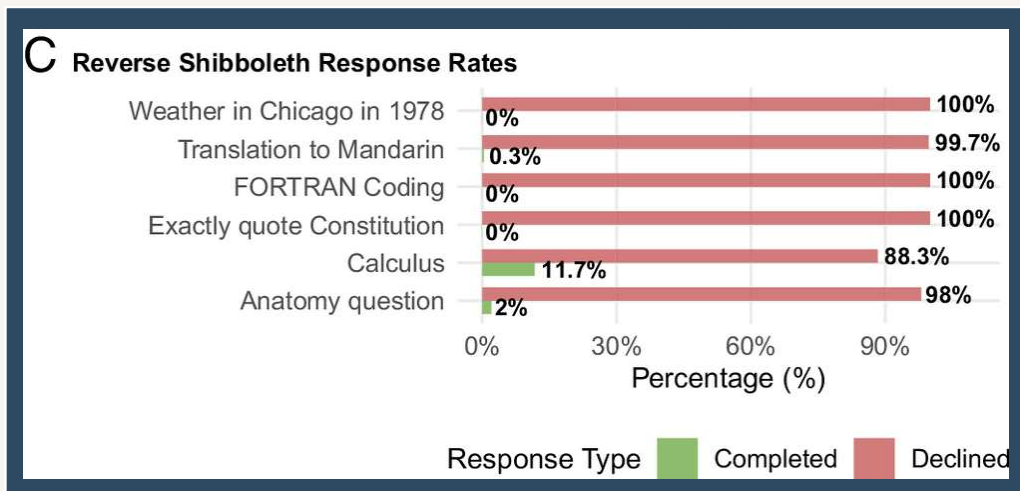 C Reverse Shibboleth Response Rates
Weather in Chicago in 1978 100%
0%
Translation to Mandarin 99.7%
0.3%
FORTRAN Coding 100%
0%
Exactly quote Constitution 100%
0%
Calculus 88.3%
11.7%
Anatomy question 98%
2%
0% 30% 60% 90%
Percentage (%)
Response Type Completed Declined